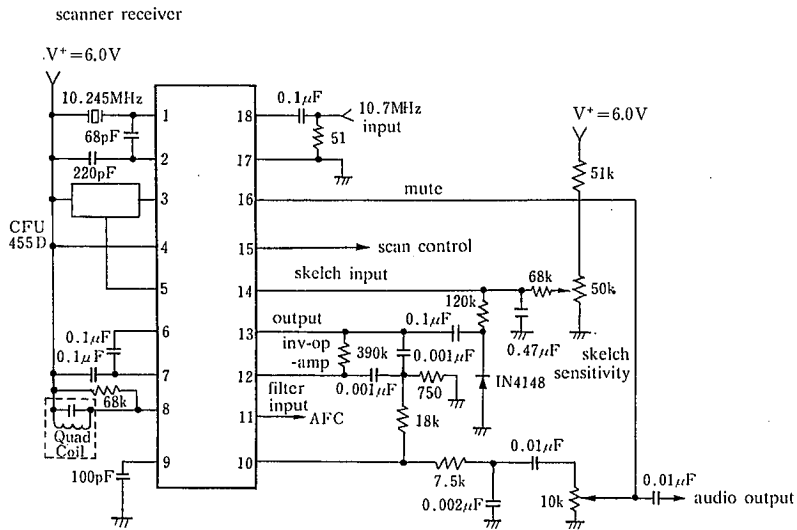 scanner receiver
V⁺=6.0V
10.245MHz
68pF
220pF
CFU
455D
0.1μF
0.1μF
68k
Quad
Coil
100pF
1
2
3
4
5
6
7
8
9
18
17
16
15
14
13
12
11
10
0.1μF
10.7MHz
input
51
V⁺=6.0V
51k
mute
scan control
skelch input
68k
50k
120k
0.47μF
skelch
sensitivity
output
inv-op
-amp
390k
0.1μF
0.001μF
0.001μF
750
IN4148
filter
input
AFC
18k
7.5k
0.002μF
0.01μF
10k
0.01μF
audio output